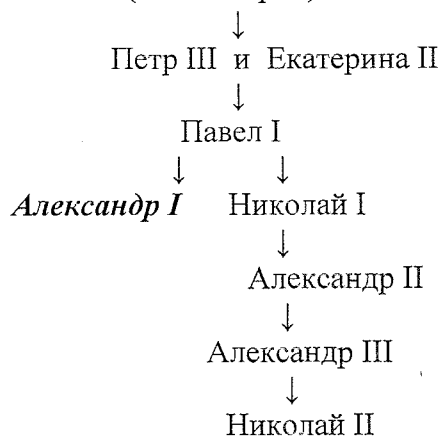 Петр III и Екатерина II
Павел I
Александр I Николай I
Александр II
Александр III
Николай II